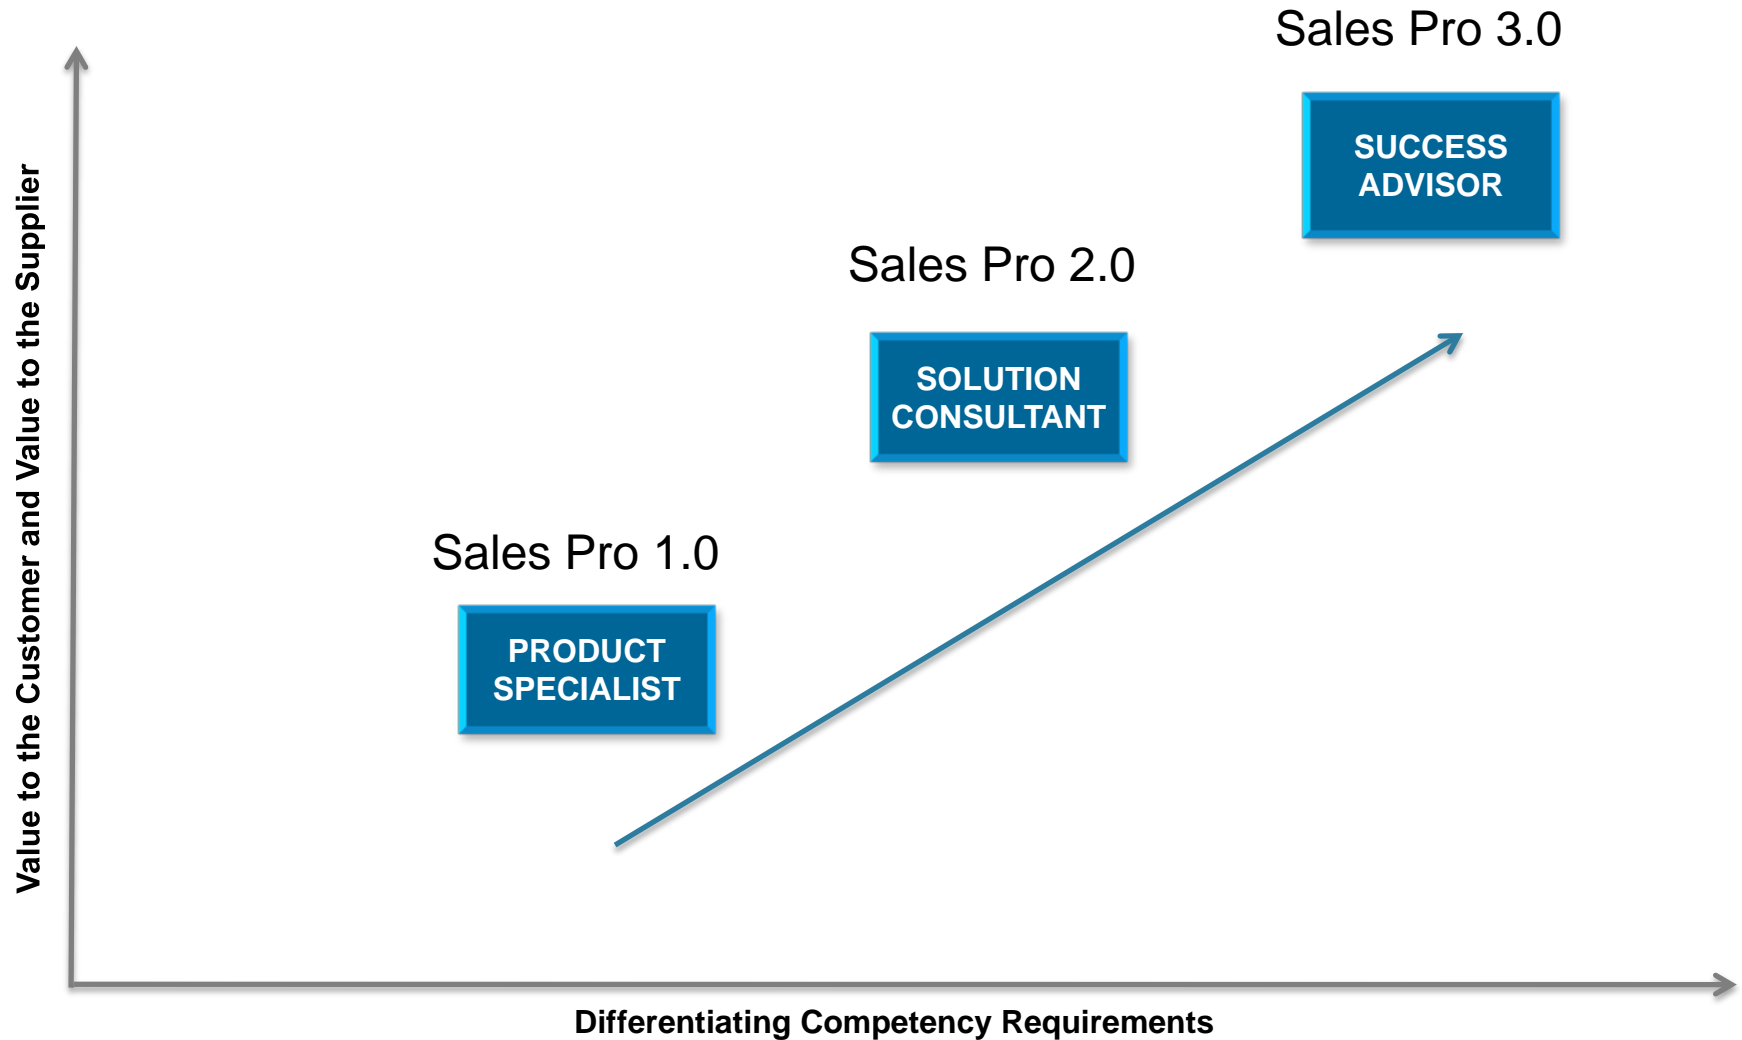 Sales Pro 3.0
SUCCESS
ADVISOR
Sales Pro 2.0
SOLUTION
CONSULTANT
Sales Pro 1.0
PRODUCT
SPECIALIST
Value to the Customer and Value to the Supplier
Differentiating Competency Requirements